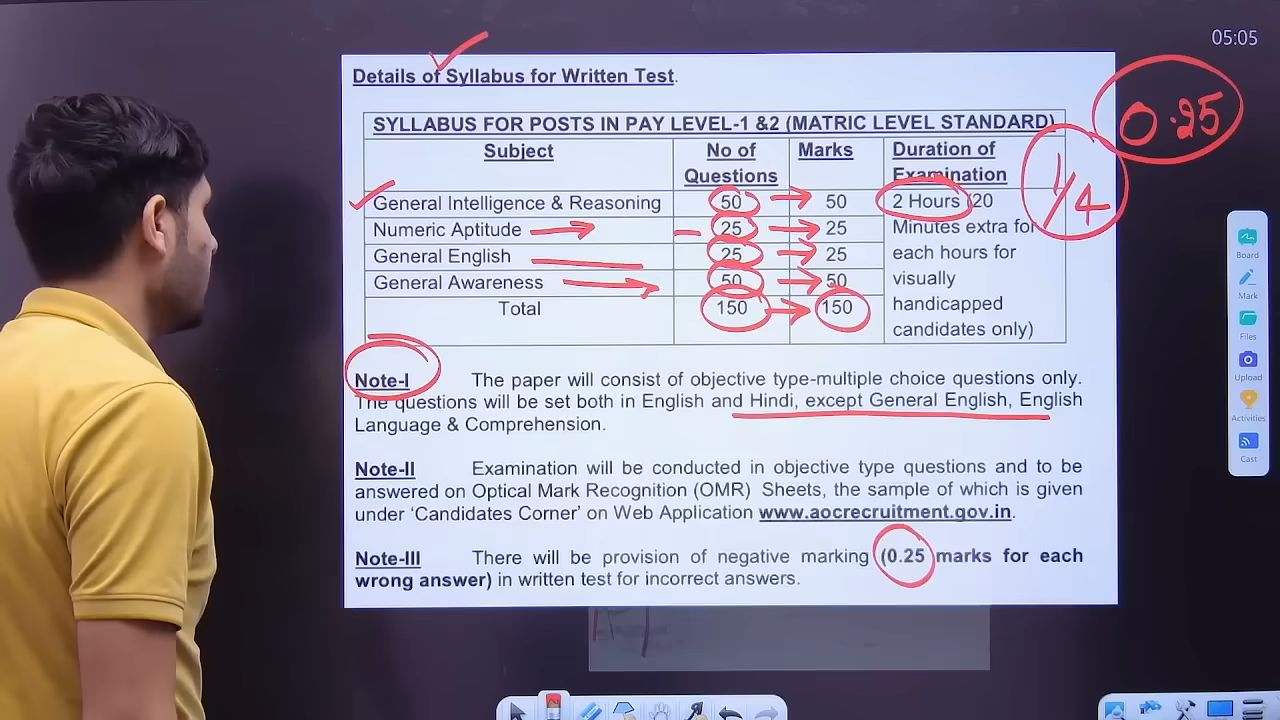 05:05
Details of Syllabus for Written Test.
0.25
SYLLABUS FOR POSTS IN PAY LEVEL-1 &2 (MATRIC LEVEL STANDARD)
Subject No of Questions Marks Duration of Examination
1/4
General Intelligence & Reasoning 50 50 2 Hours (20
Numeric Aptitude 25 25 Minutes extra for
General English 25 25 each hours for
General Awareness 50 50 visually
Total 150 150 handicapped
candidates only)
Note-I The paper will consist of objective type-multiple choice questions only.
The questions will be set both in English and Hindi, except General English, English
Language & Comprehension.
Note-II Examination will be conducted in objective type questions and to be
answered on Optical Mark Recognition (OMR) Sheets, the sample of which is given
under ‘Candidates Corner’ on Web Application www.aocrecruitment.gov.in.
Note-III There will be provision of negative marking (0.25 marks for each
wrong answer) in written test for incorrect answers.
Board
Mark
Files
Upload
Activities
Cast